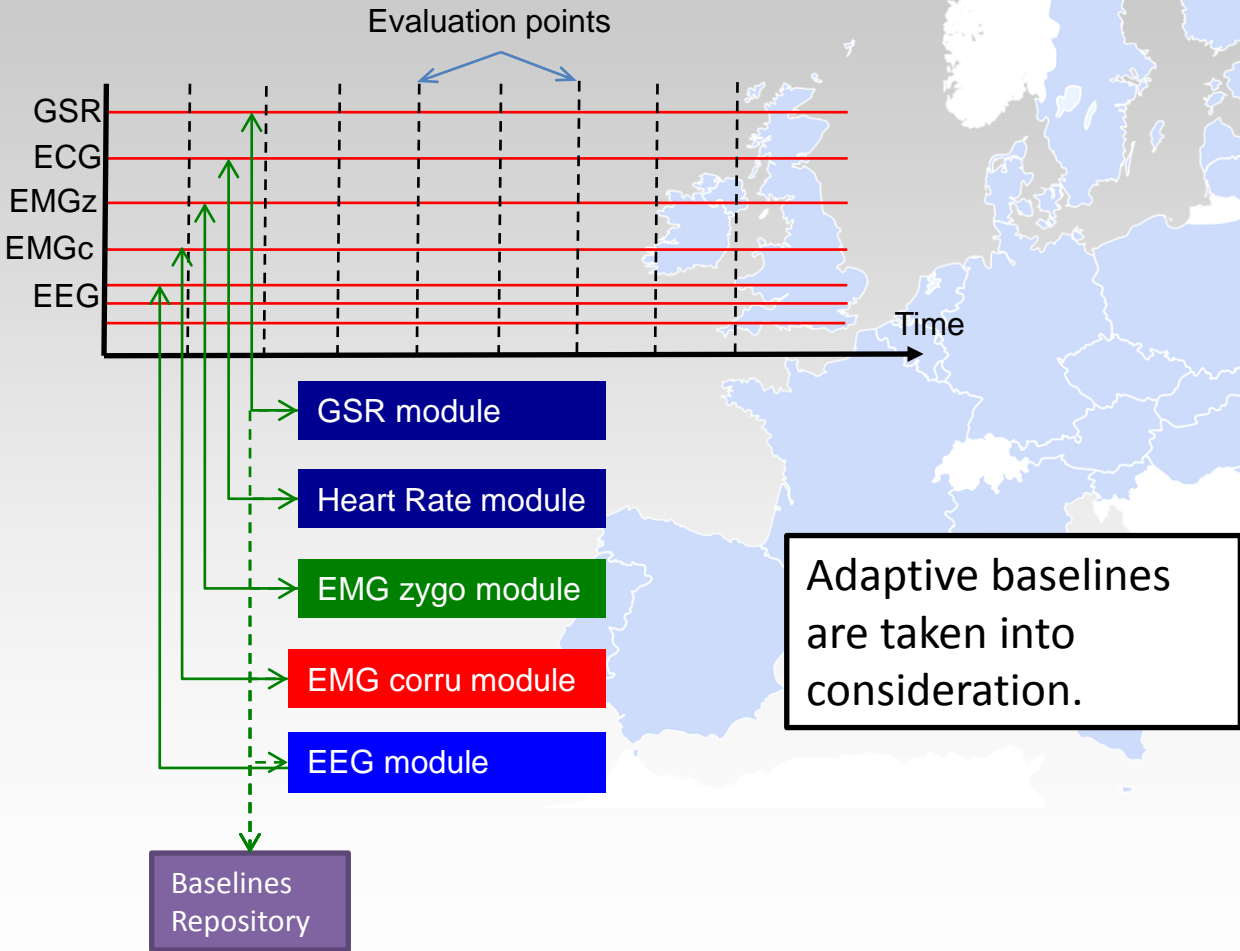 Evaluation points
GSR
ECG
EMGz
EMGc
EEG
Time
GSR module
Heart Rate module
EMG zygo module
EMG corru module
EEG module
Adaptive baselines
are taken into
consideration.
Baselines
Repository